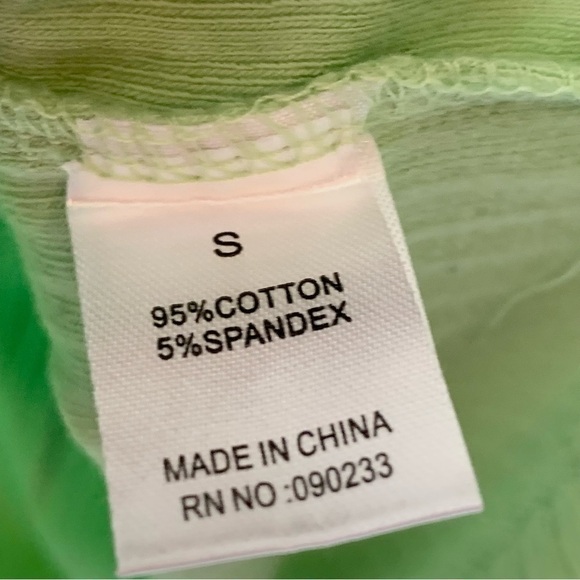 S
95%COTTON
5%SPANDEX
MADE IN CHINA
RN NO :090233